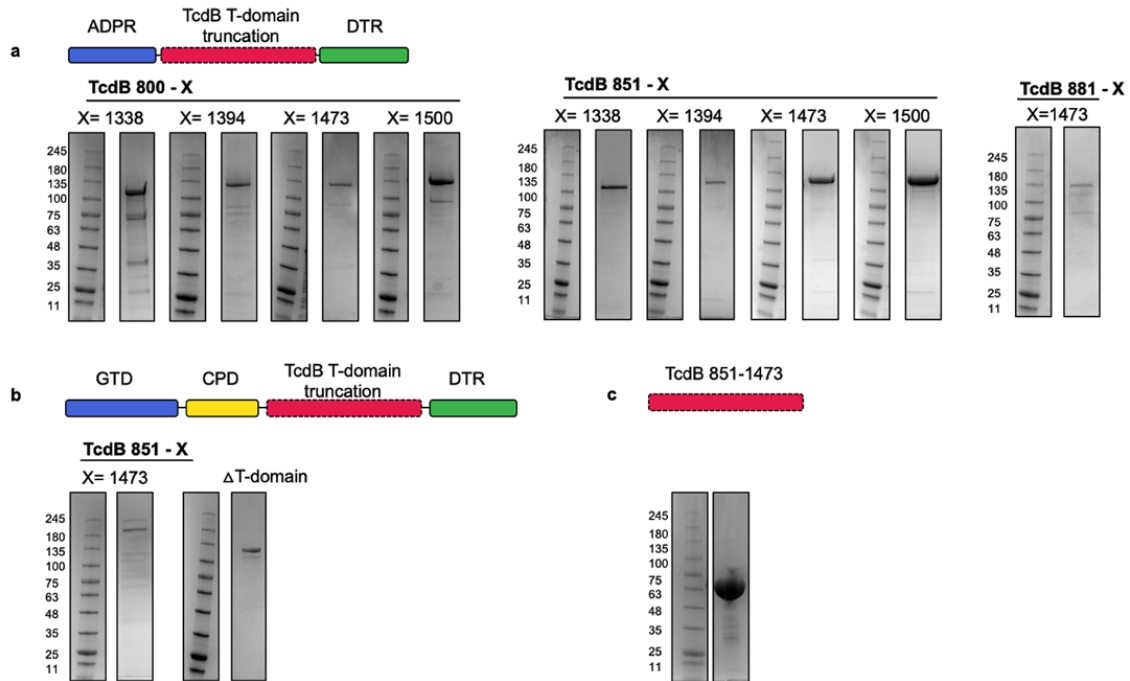 a
ADPR
TcdB T-domain
truncation
DTR
TcdB 800 - X
X= 1338
X= 1394
X= 1473
X= 1500
245
180
135
100
75
63
48
35
25
11
TcdB 851 - X
X= 1338
X= 1394
X= 1473
X= 1500
245
180
135
100
75
63
48
35
25
11
TcdB 881 - X
X=1473
245
180
135
100
75
63
48
35
25
11
b
GTD
CPD
TcdB T-domain
truncation
DTR
TcdB 851 - X
X= 1473
△T-domain
245
180
135
100
75
63
48
35
25
11
c
TcdB 851-1473
245
180
135
100
75
63
48
35
25
11